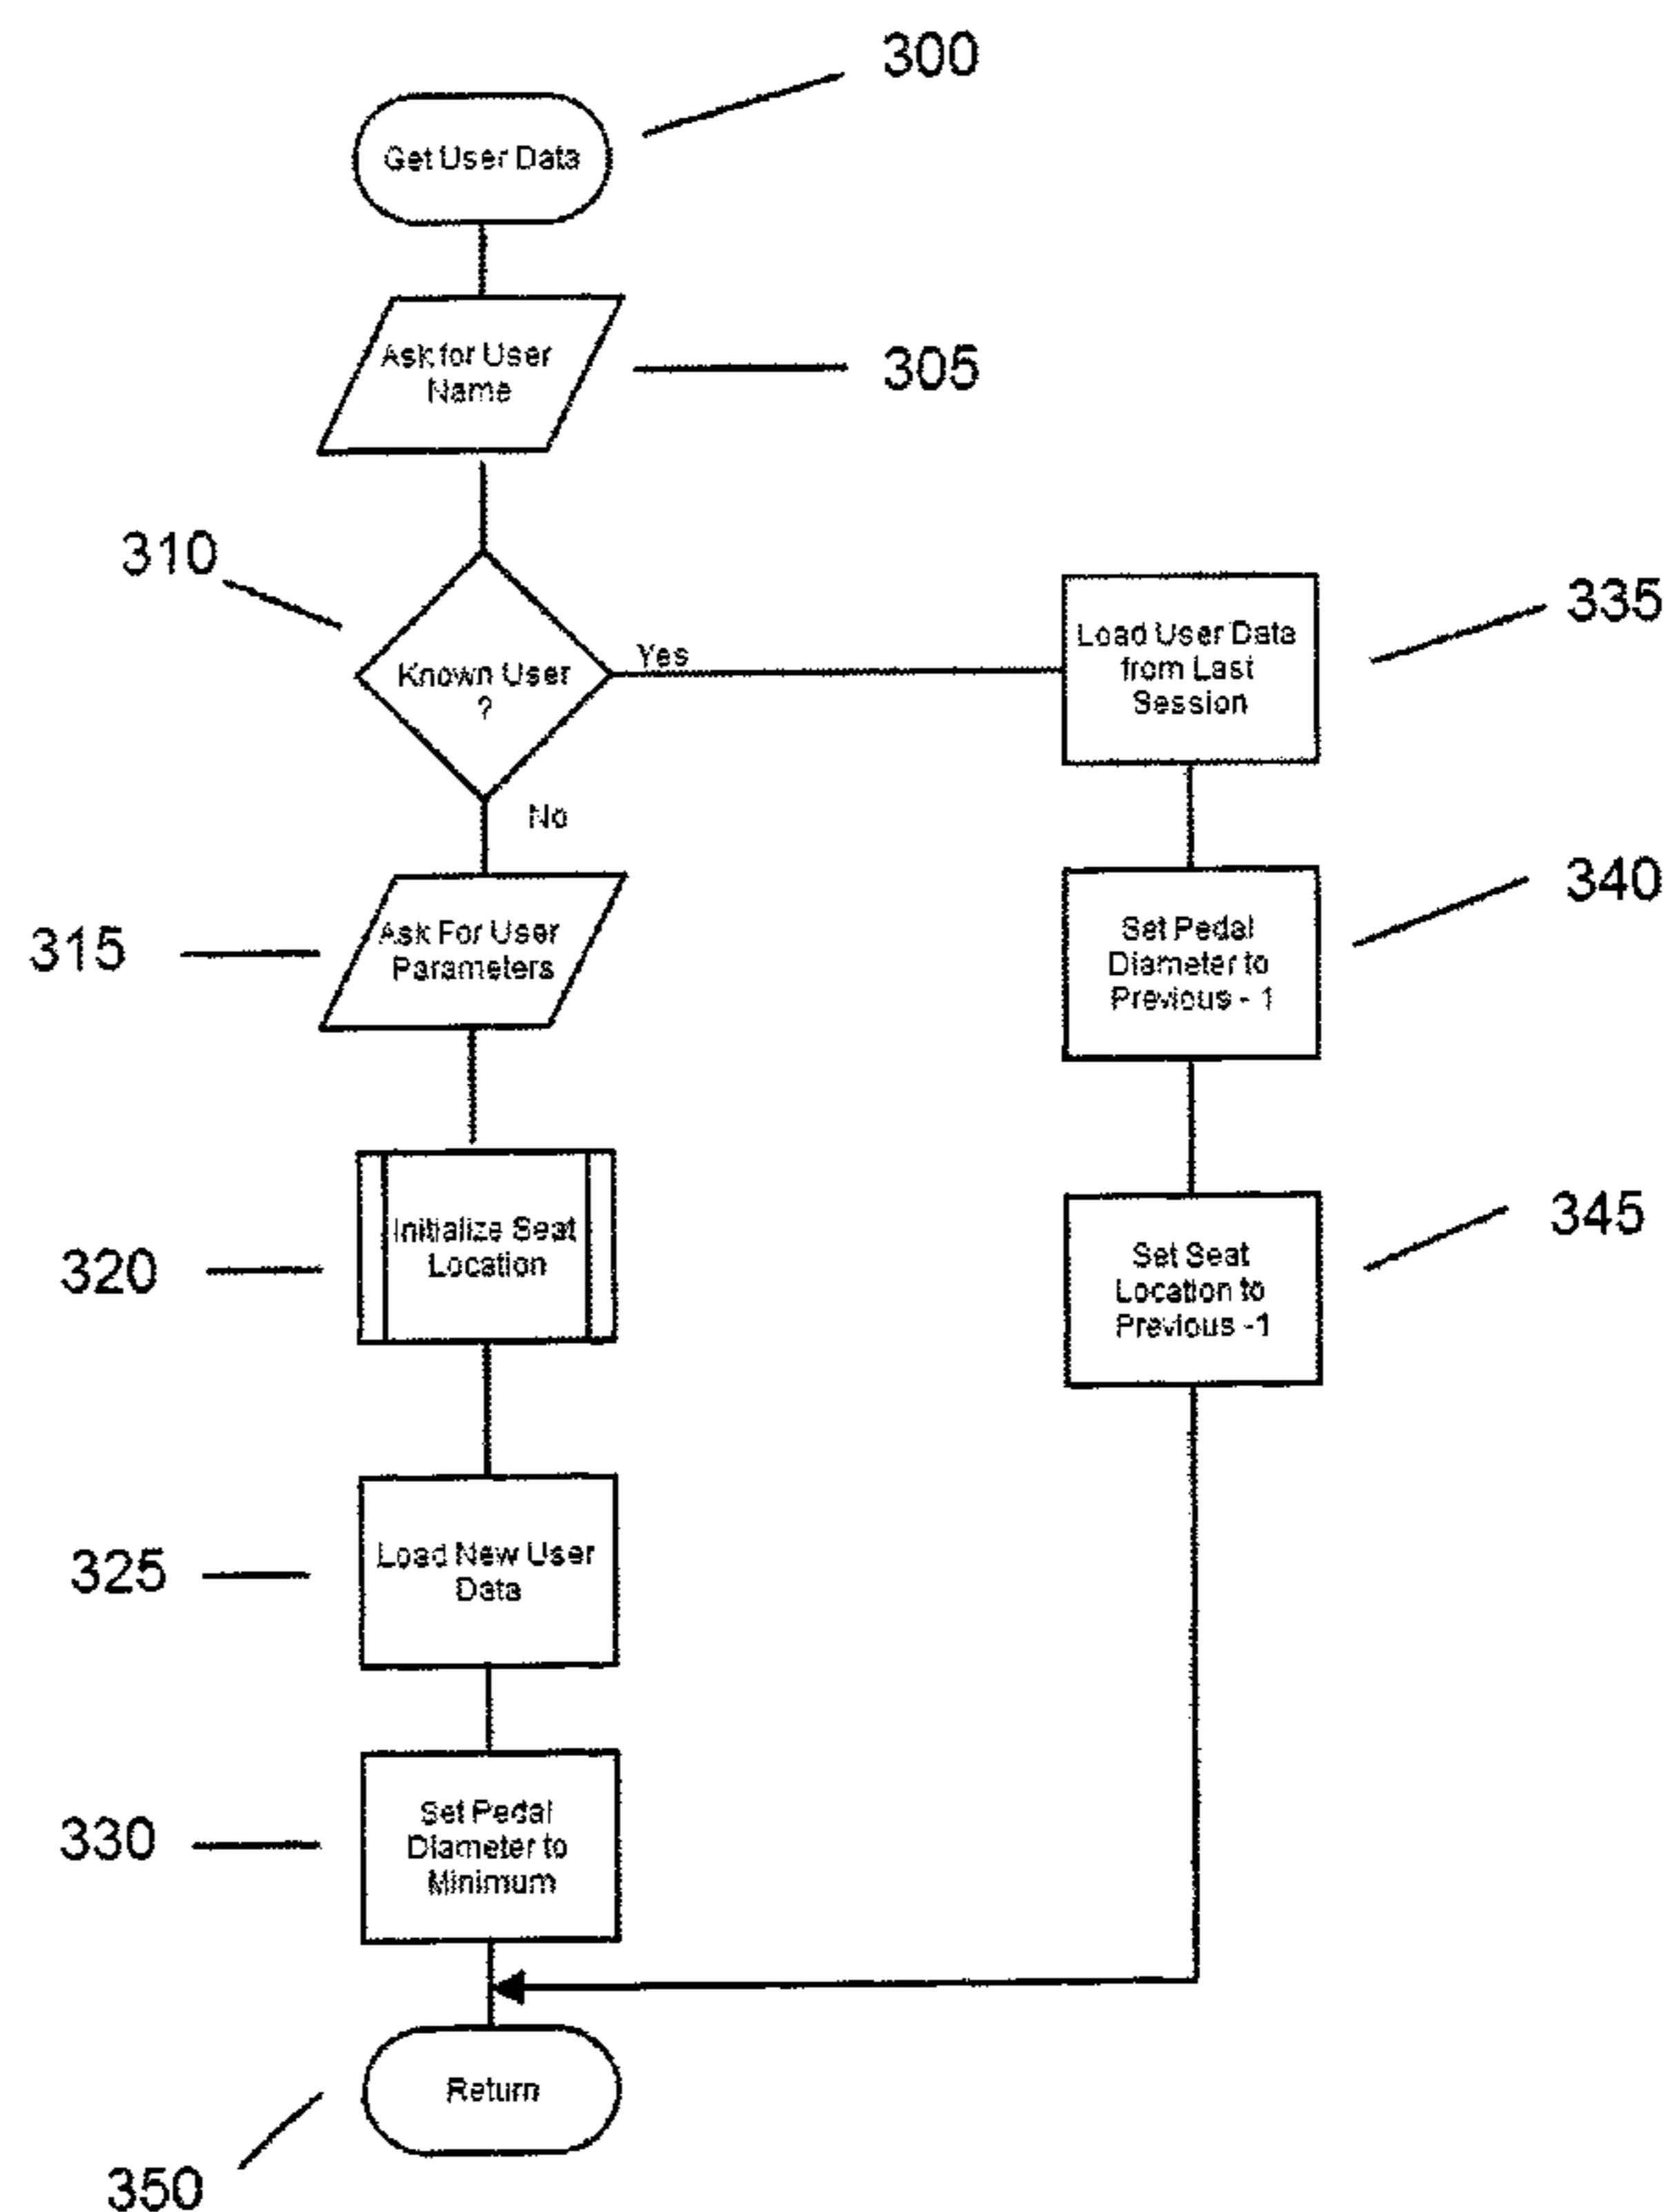 300
Get User Data
Ask for User
Name
305
310
Known User
?
Yes
No
Load User Data
from Last
Session
335
315
Ask For User
Parameters
Set Pedal
Diameter to
Previous - 1
340
320
Initialize Seat
Location
Set Seat
Location to
Previous -1
345
325
Load New User
Data
330
Set Pedal
Diameter to
Minimum
Return
350